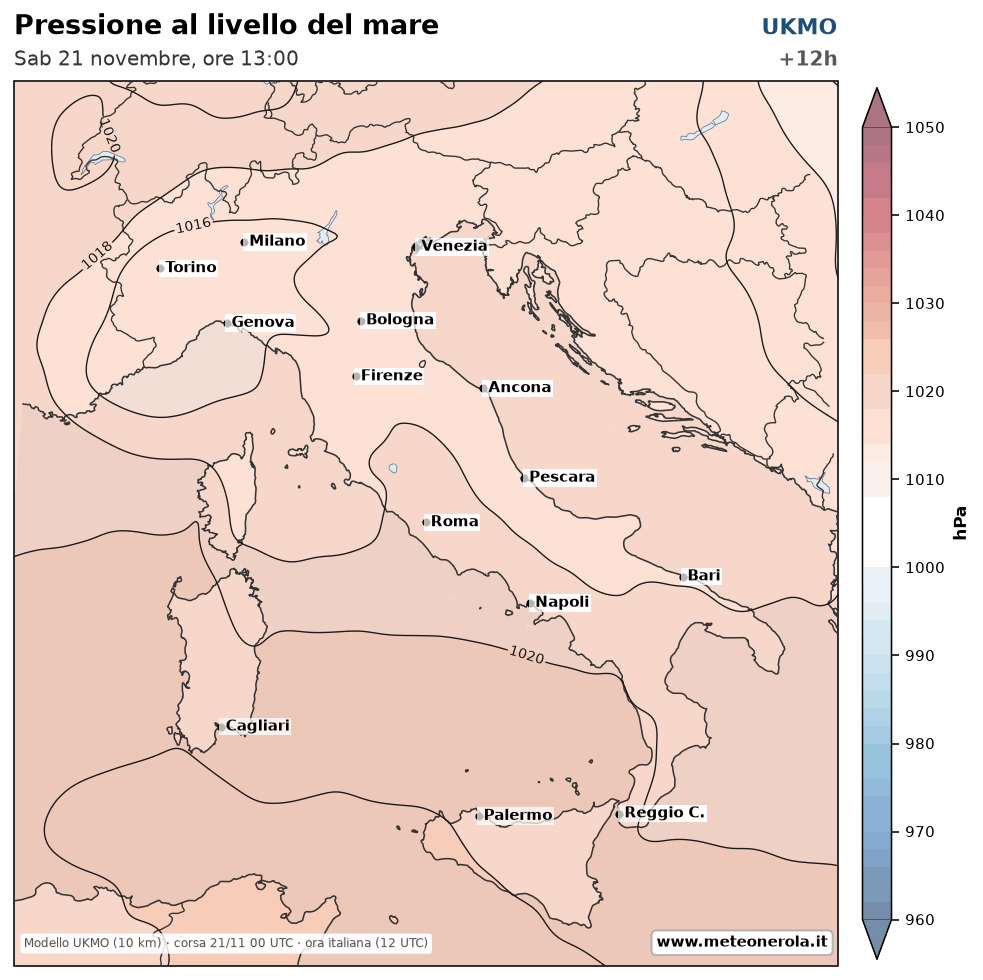 Pressione al livello del mare
UKMO
Sab 21 novembre, ore 13:00
+12h
1020
1018
1016
Milano
Torino
Venezia
Genova
Bologna
Firenze
Ancona
Pescara
Roma
Bari
Napoli
1020
Cagliari
Palermo
Reggio C.
Modello UKMO (10 km) · corsa 21/11 00 UTC · ora italiana (12 UTC)
www.meteonerola.it
1050
1040
1030
1020
1010
1000
990
980
970
960
hPa